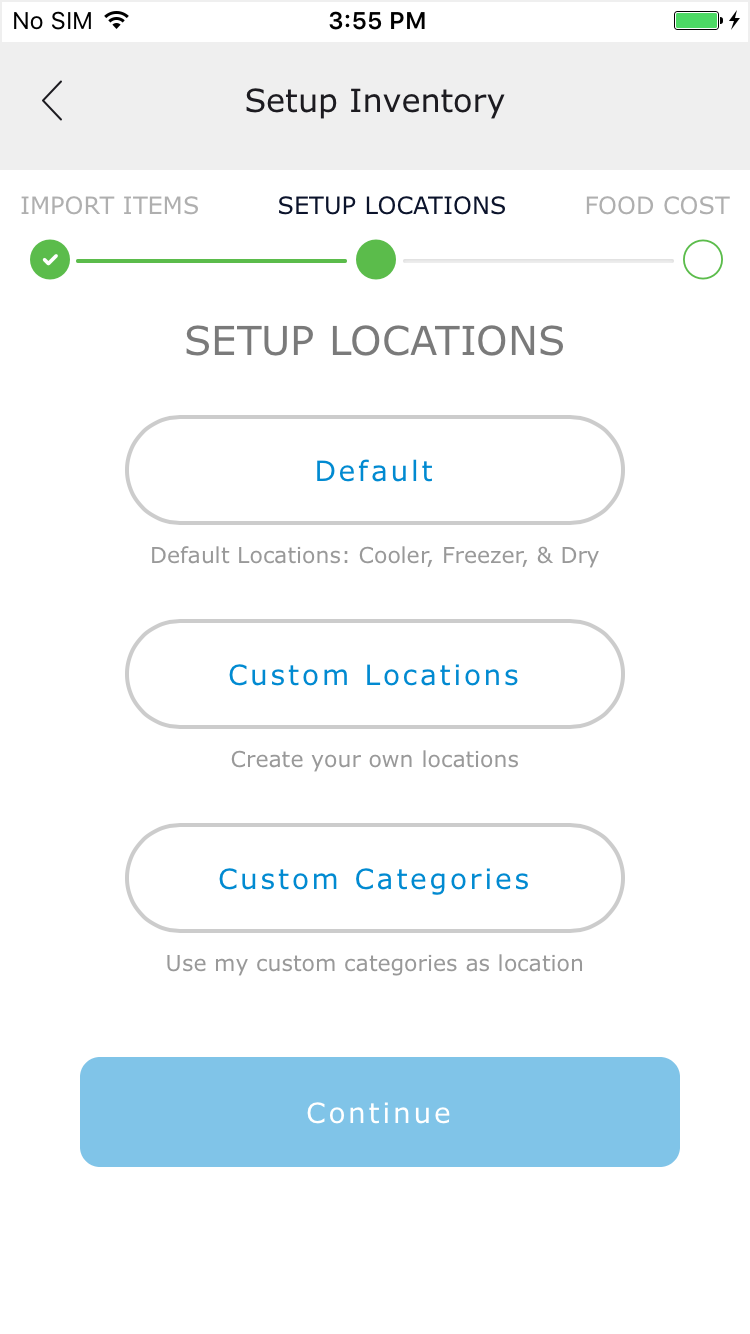 No SIM 3:55 PM
Setup Inventory
IMPORT ITEMS SETUP LOCATIONS FOOD COST
SETUP LOCATIONS
Default
Default Locations: Cooler, Freezer, & Dry
Custom Locations
Create your own locations
Custom Categories
Use my custom categories as location
Continue